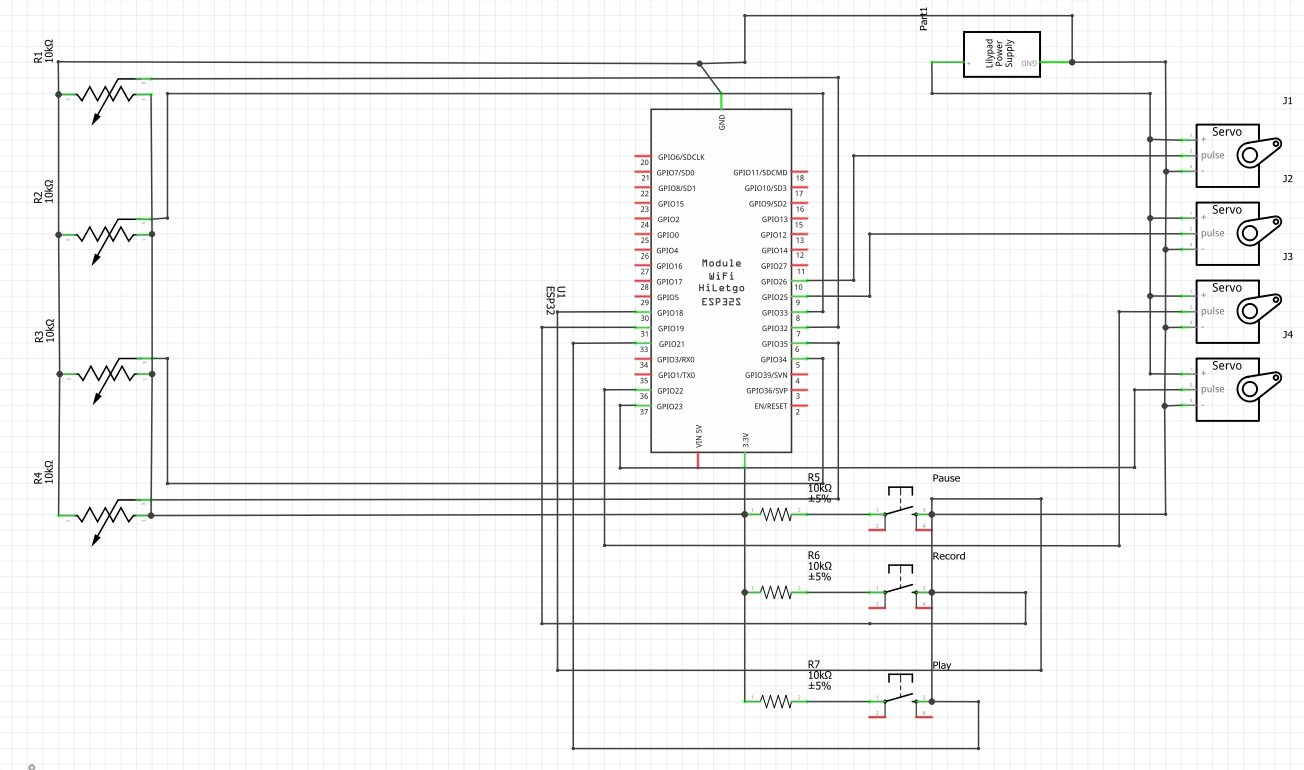 Part1
Lilypad
Power
Supply
+
GND
R1
10kΩ
R2
10kΩ
R3
10kΩ
R4
10kΩ
GND
GPIO6/SDCLK
20
GPIO7/SD0
21
GPIO8/SD1
22
GPIO15
23
GPIO2
24
GPIO0
25
GPIO4
26
GPIO16
27
GPIO17
28
GPIO5
29
GPIO18
30
GPIO19
31
GPIO21
33
GPIO3/RX0
34
GPIO1/TX0
35
GPIO22
36
GPIO23
37
GPIO11/SDCMD
18
GPIO10/SD3
17
GPIO9/SD2
16
GPIO13
15
GPIO12
13
GPIO14
12
GPIO27
11
GPIO26
10
GPIO25
9
GPIO33
8
GPIO32
7
GPIO35
6
GPIO34
5
GPIO39/SVN
4
GPIO36/SVP
3
EN/RESET
2
Module
WiFi
HiLetgo
ESP32S
U1
ESP32
VIN 5V
3.3V
J1
Servo
+
pulse
-
J2
Servo
+
pulse
-
J3
Servo
+
pulse
-
J4
Servo
+
pulse
-
R5
10kΩ
±5%
Pause
R6
10kΩ
±5%
Record
R7
10kΩ
±5%
Play